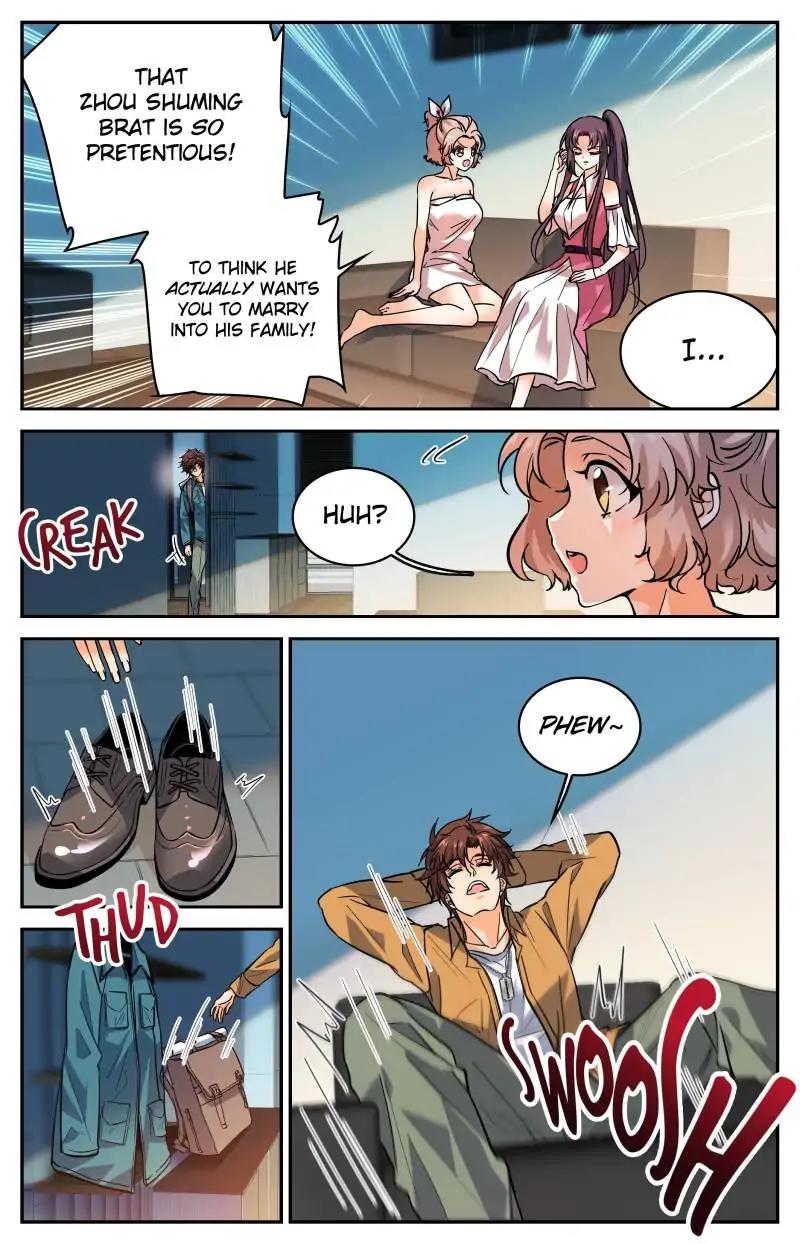 THAT
ZHOU SHUMING
BRAT IS SO
PRETENTIOUS!
TO THINK HE
ACTUALLY WANTS
YOU TO MARRY
INTO HIS FAMILY!
I...
CREAK
HUH?
PHEW~
THUD
SWOOSH